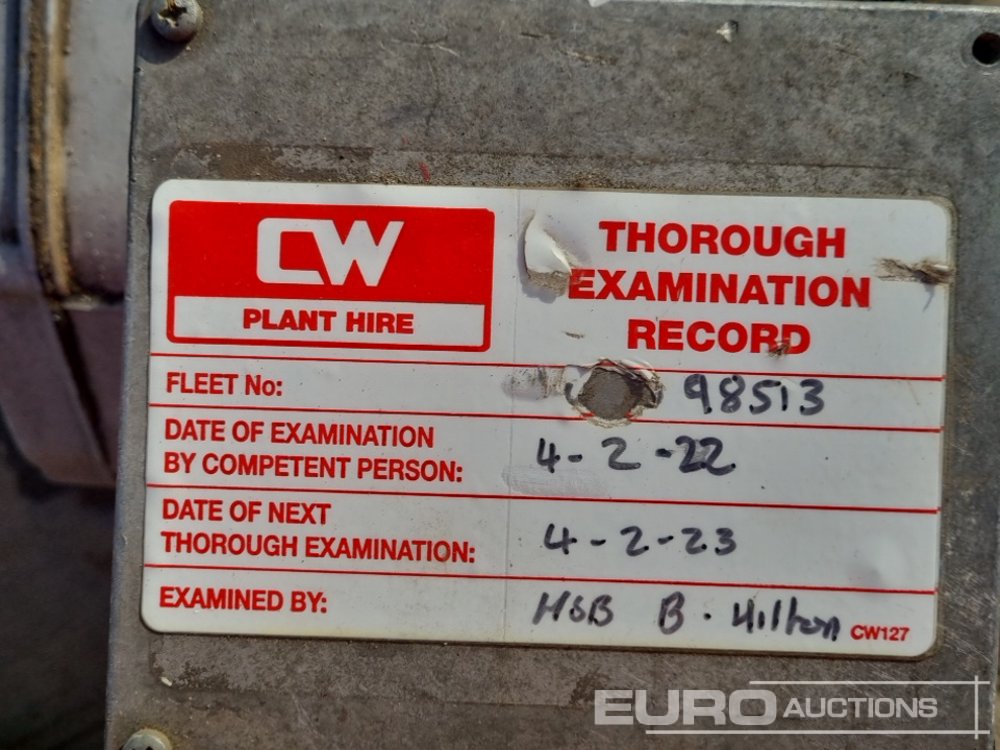 CW
PLANT HIRE
THOROUGH
EXAMINATION
RECORD
FLEET No: 98513
DATE OF EXAMINATION
BY COMPETENT PERSON: 4-2-22
DATE OF NEXT
THOROUGH EXAMINATION: 4-2-23
EXAMINED BY: HSB B. Hilton CW127
EURO AUCTIONS